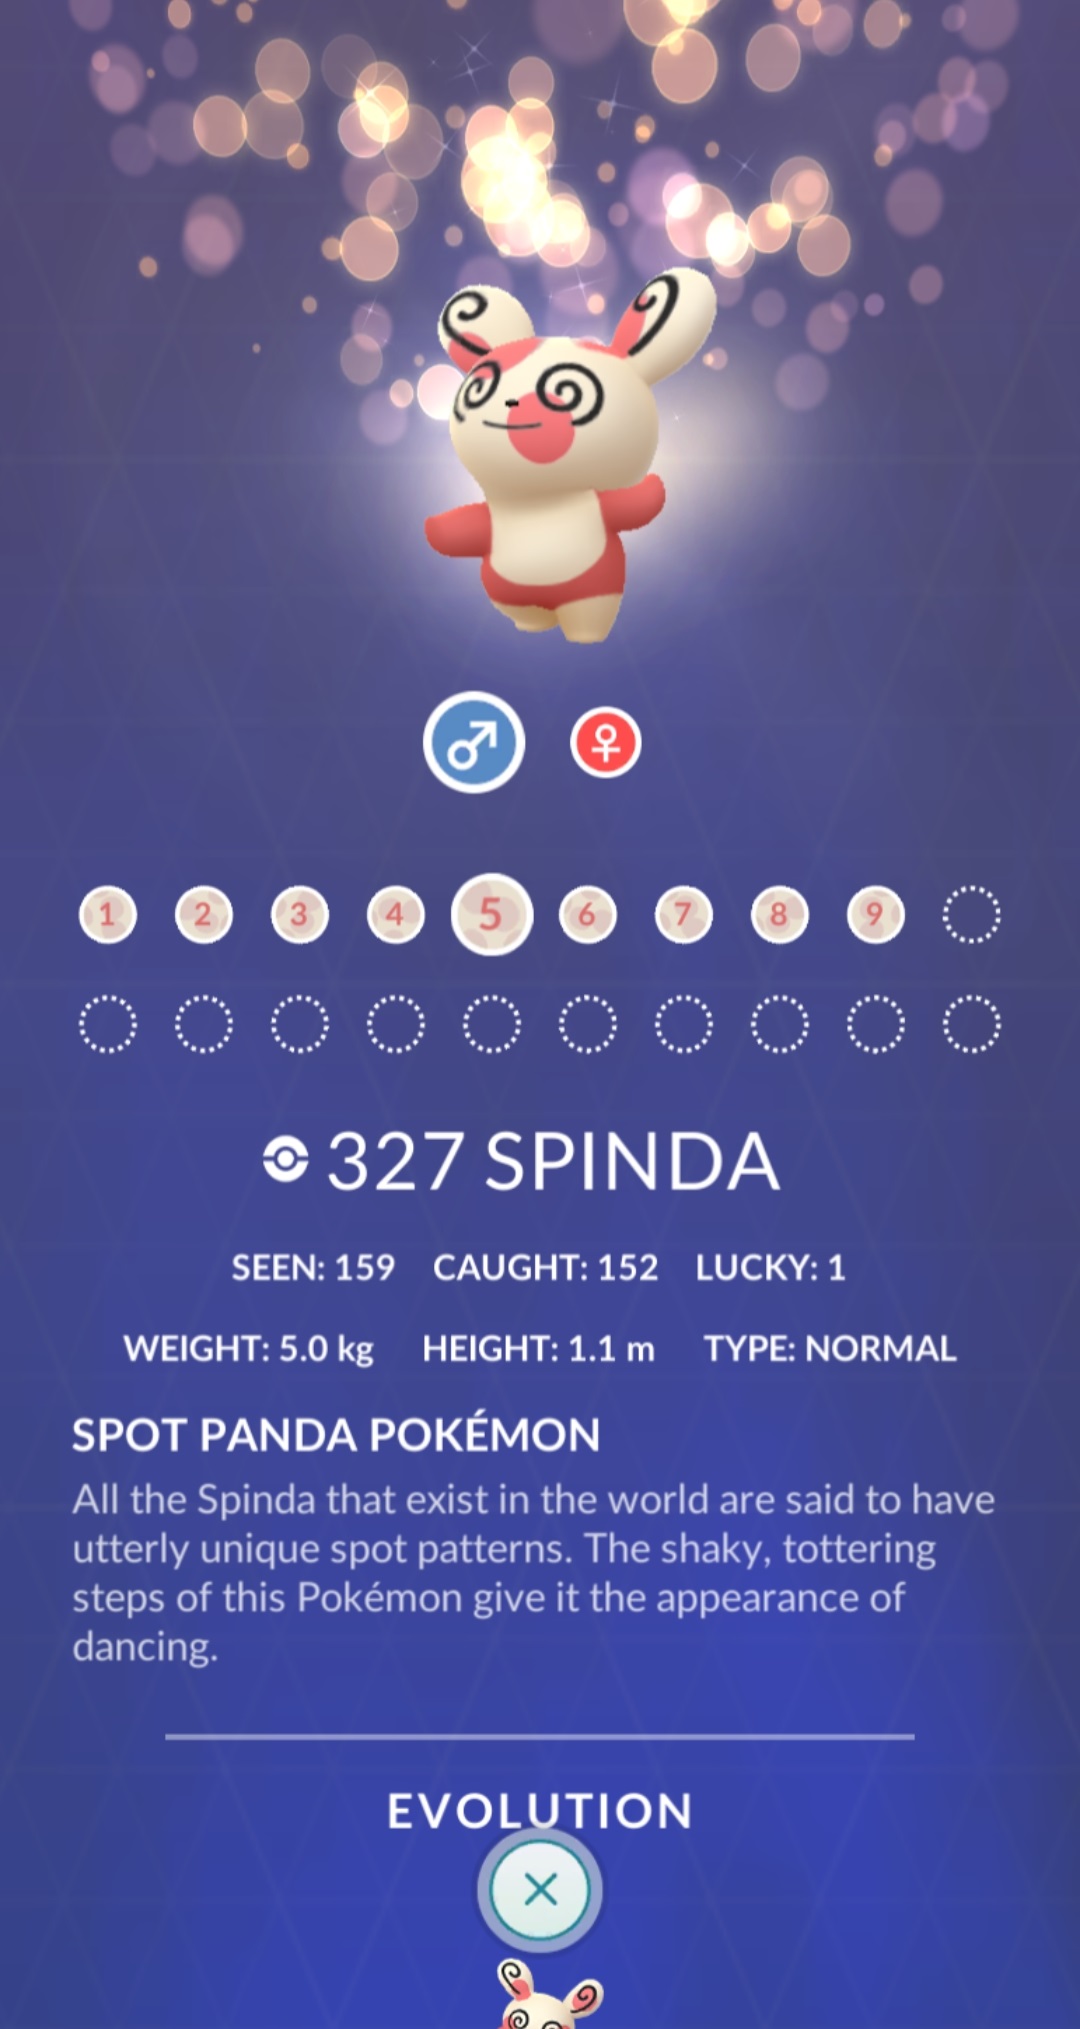 1 2 3 4 5 6 7 8 9
327 SPINDA
SEEN: 159 CAUGHT: 152 LUCKY: 1
WEIGHT: 5.0 kg HEIGHT: 1.1 m TYPE: NORMAL
SPOT PANDA POKÉMON
All the Spinda that exist in the world are said to have
utterly unique spot patterns. The shaky, tottering
steps of this Pokémon give it the appearance of
dancing.
EVOLUTION